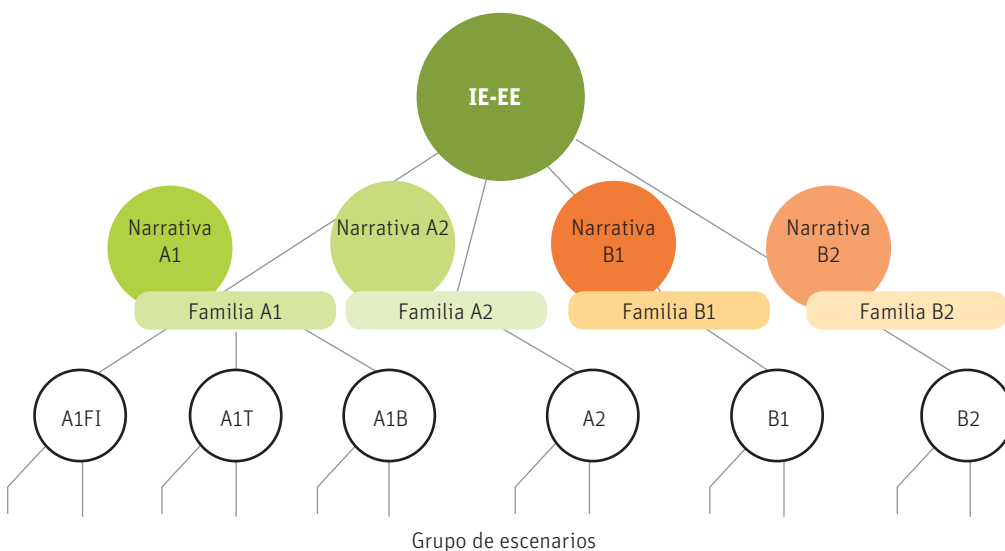 IE-EE
Narrativa
A1
Narrativa A2
Narrativa
B1
Narrativa
B2
Familia A1
Familia A2
Familia B1
Familia B2
A1FI
A1T
A1B
A2
B1
B2
Grupo de escenarios